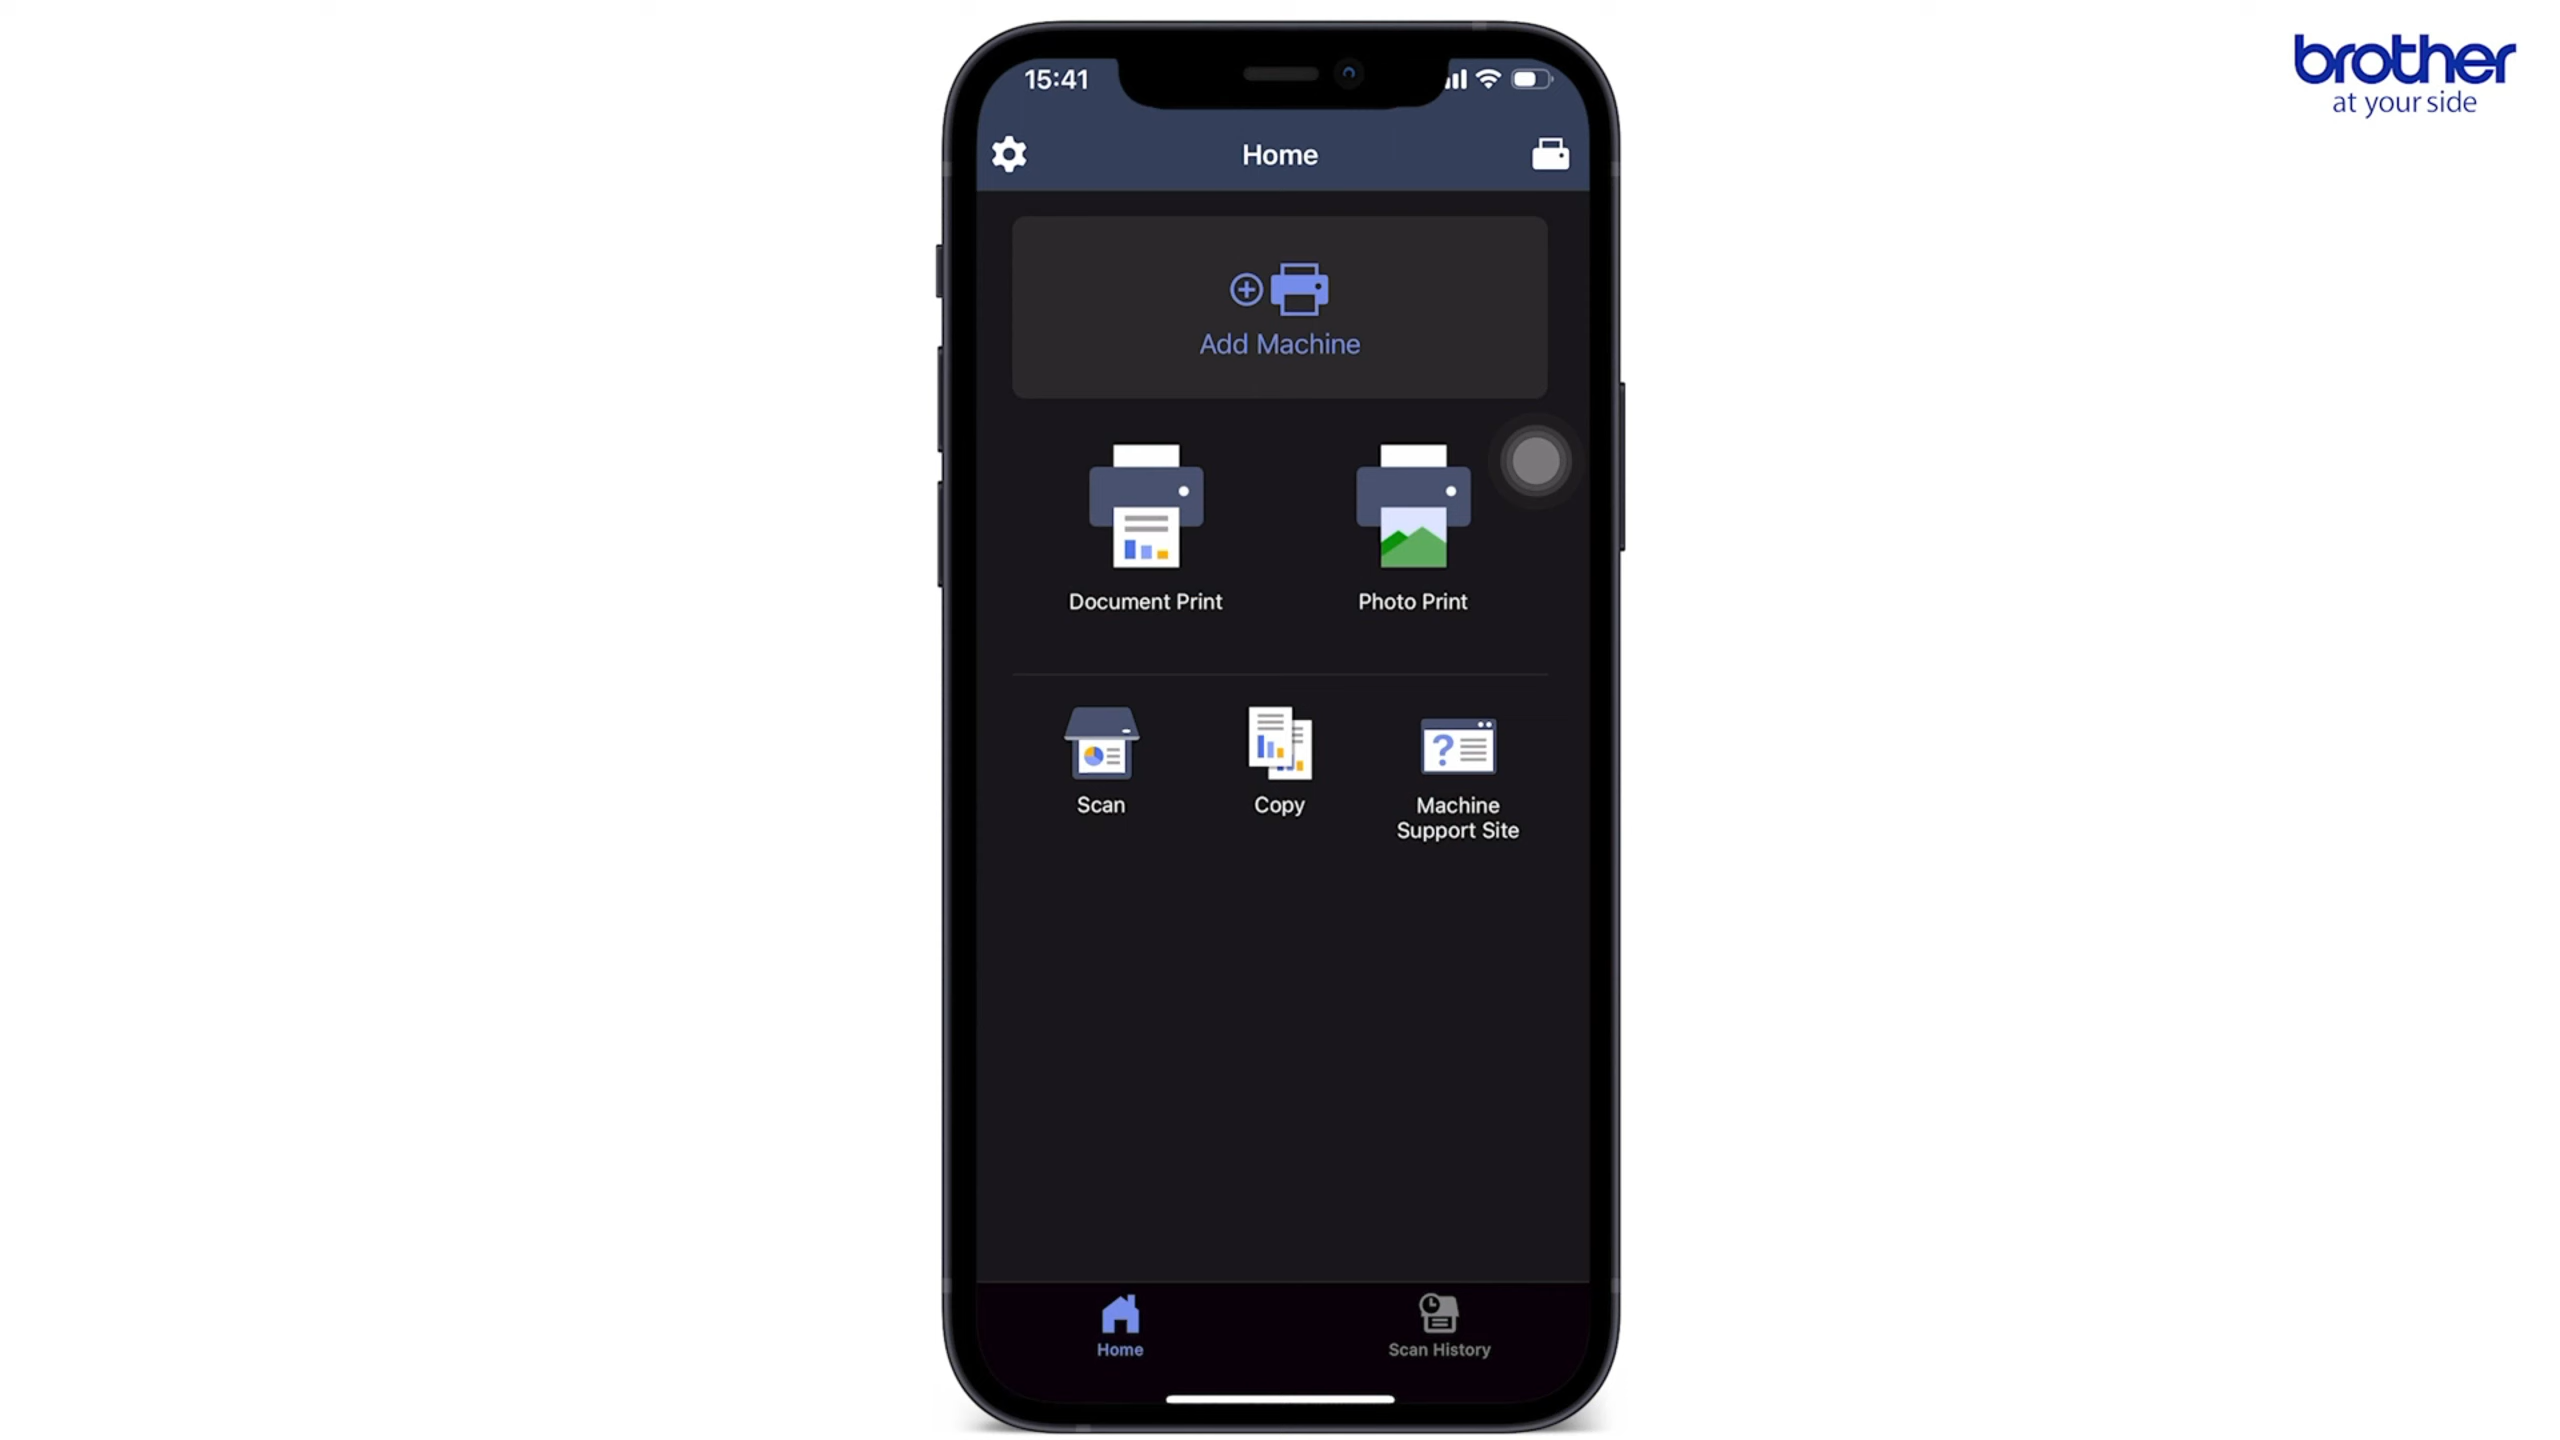 brother
at your side
15:41
Home
Add Machine
Document Print
Photo Print
Scan
Copy
Machine
Support Site
Home
Scan History